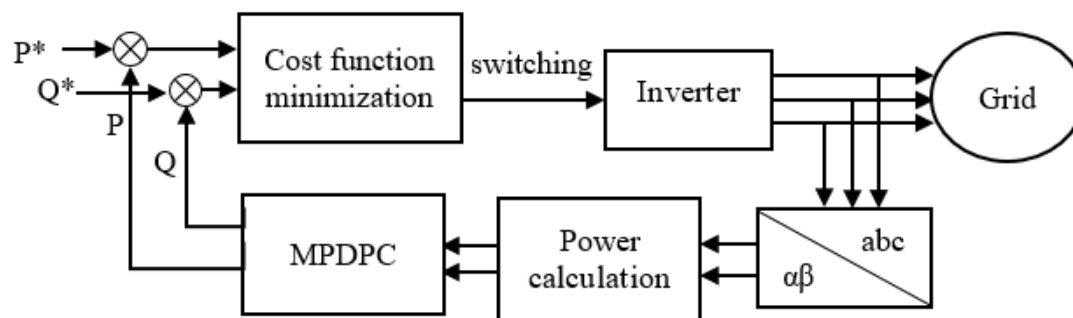 P*
Q*
P
Q
Cost function
minimization
switching
Inverter
Grid
MPDPC
Power
calculation
abc
αβ